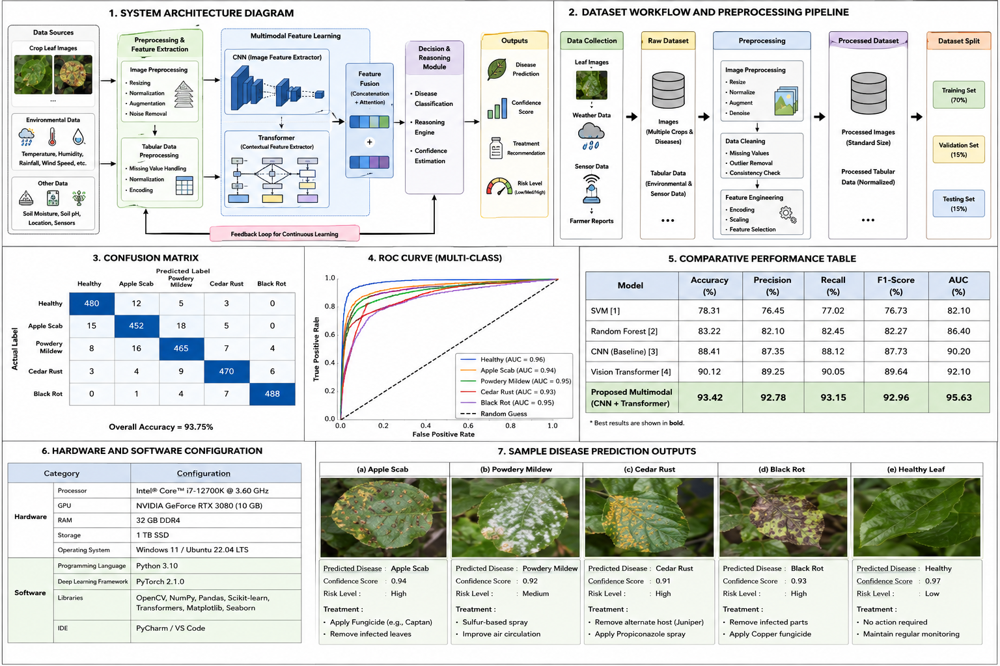 1. SYSTEM ARCHITECTURE DIAGRAM
Data Sources
Crop Leaf Images
...
Environmental Data
Temperature, Humidity,
Rainfall, Wind Speed, etc.
Other Data
Soil Moisture, Soil pH,
Location, Sensors
Preprocessing &
Feature Extraction
Image Preprocessing
• Resizing
• Normalization
• Augmentation
• Noise Removal
Tabular Data
Preprocessing
• Missing Value Handling
• Normalization
• Encoding
Multimodal Feature Learning
CNN (Image Feature Extractor)
Transformer
(Contextual Feature Extractor)
Feature
Fusion
(Concatenation
+ Attention)
+
Decision &
Reasoning
Module
• Disease
Classification
• Reasoning
Engine
• Confidence
Estimation
Outputs
Disease
Prediction
Confidence
Score
Treatment
Recommendation
Risk Level
(Low/Med/High)
Feedback Loop for Continuous Learning
2. DATASET WORKFLOW AND PREPROCESSING PIPELINE
Data Collection
Leaf Images
Weather Data
Sensor Data
Farmer Reports
Raw Dataset
Images
(Multiple Crops &
Diseases)
Tabular Data
(Environmental &
Sensor Data)
...
Preprocessing
Image Preprocessing
• Resize
• Normalize
• Augment
• Denoise
Data Cleaning
• Missing Values
• Outlier Removal
• Consistency Check
Feature Engineering
• Encoding
• Scaling
• Feature Selection
Processed Dataset
Processed Images
(Standard Size)
Processed Tabular
Data (Normalized)
...
Dataset Split
Training Set
(70%)
Validation Set
(15%)
Testing Set
(15%)
3. CONFUSION MATRIX
Predicted Label
Healthy Apple Scab Powdery Mildew Cedar Rust Black Rot
Actual Label
Healthy 480 12 5 3 0
Apple Scab 15 452 18 5 0
Powdery Mildew 8 16 465 7 4
Cedar Rust 3 4 9 470 6
Black Rot 0 1 4 7 488
Overall Accuracy = 93.75%
4. ROC CURVE (MULTI-CLASS)
True Positive Rate
1.0
0.8
0.6
0.4
0.2
0.0
Healthy (AUC = 0.96)
Apple Scab (AUC = 0.94)
Powdery Mildew (AUC = 0.95)
Cedar Rust (AUC = 0.93)
Black Rot (AUC = 0.95)
Random Guess
0.0 0.2 0.4 0.6 0.8 1.0
False Positive Rate
5. COMPARATIVE PERFORMANCE TABLE
Model Accuracy (%) Precision (%) Recall (%) F1-Score (%) AUC (%)
SVM [1] 78.31 76.45 77.02 76.73 82.10
Random Forest [2] 83.22 82.10 82.45 82.27 86.40
CNN (Baseline) [3] 88.41 87.35 88.12 87.73 90.20
Vision Transformer [4] 90.12 89.25 90.05 89.64 92.10
Proposed Multimodal (CNN + Transformer) 93.42 92.78 93.15 92.96 95.63
* Best results are shown in bold.
6. HARDWARE AND SOFTWARE CONFIGURATION
Category Configuration
Hardware
Processor Intel® Core™ i7-12700K @ 3.60 GHz
GPU NVIDIA GeForce RTX 3080 (10 GB)
RAM 32 GB DDR4
Storage 1 TB SSD
Operating System Windows 11 / Ubuntu 22.04 LTS
Software
Programming Language Python 3.10
Deep Learning Framework PyTorch 2.1.0
Libraries OpenCV, NumPy, Pandas, Scikit-learn,
Transformers, Matplotlib, Seaborn
IDE PyCharm / VS Code
7. SAMPLE DISEASE PREDICTION OUTPUTS
(a) Apple Scab
Predicted Disease : Apple Scab
Confidence Score : 0.94
Risk Level : : High
Treatment :
• Apply Fungicide (e.g., Captan)
• Remove infected leaves
(b) Powdery Mildew
Predicted Disease : Powdery Mildew
Confidence Score : 0.92
Risk Level : : Medium
Treatment :
• Sulfur-based spray
• Improve air circulation
(c) Cedar Rust
Predicted Disease : Cedar Rust
Confidence Score : 0.91
Risk Level : : High
Treatment :
• Remove alternate host (Juniper)
• Apply Propiconazole spray
(d) Black Rot
Predicted Disease : Black Rot
Confidence Score : 0.93
Risk Level : : High
Treatment :
• Remove infected parts
• Apply Copper fungicide
(e) Healthy Leaf
Predicted Disease : Healthy
Confidence Score : 0.97
Risk Level : : Low
Treatment :
• No action required
• Maintain regular monitoring